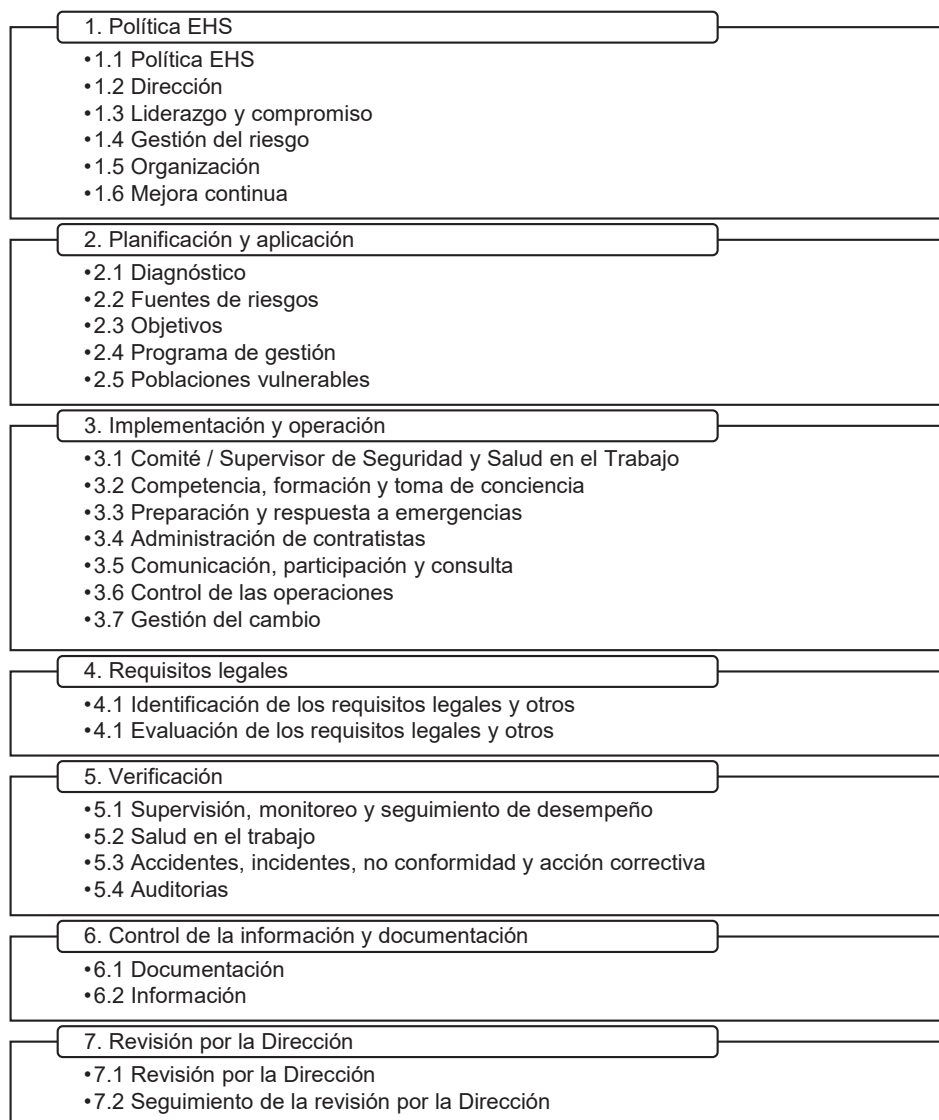 1. Política EHS
•1.1 Política EHS
•1.2 Dirección
•1.3 Liderazgo y compromiso
•1.4 Gestión del riesgo
•1.5 Organización
•1.6 Mejora continua
2. Planificación y aplicación
•2.1 Diagnóstico
•2.2 Fuentes de riesgos
•2.3 Objetivos
•2.4 Programa de gestión
•2.5 Poblaciones vulnerables
3. Implementación y operación
•3.1 Comité / Supervisor de Seguridad y Salud en el Trabajo
•3.2 Competencia, formación y toma de conciencia
•3.3 Preparación y respuesta a emergencias
•3.4 Administración de contratistas
•3.5 Comunicación, participación y consulta
•3.6 Control de las operaciones
•3.7 Gestión del cambio
4. Requisitos legales
•4.1 Identificación de los requisitos legales y otros
•4.1 Evaluación de los requisitos legales y otros
5. Verificación
•5.1 Supervisión, monitoreo y seguimiento de desempeño
•5.2 Salud en el trabajo
•5.3 Accidentes, incidentes, no conformidad y acción correctiva
•5.4 Auditorias
6. Control de la información y documentación
•6.1 Documentación
•6.2 Información
7. Revisión por la Dirección
•7.1 Revisión por la Dirección
•7.2 Seguimiento de la revisión por la Dirección